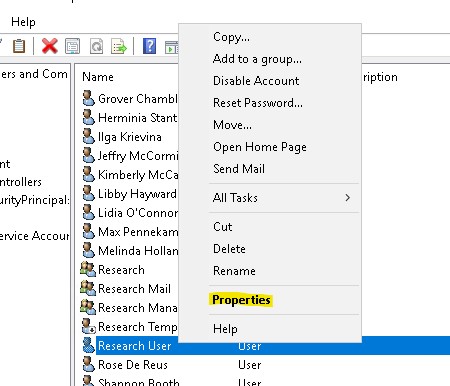 Help
Copy...
Add to a group...
ers and Com
Disable Account
Name
ription
Reset Password...
Grover Chambl
Move...
Herminia Stant
Open Home Page
Ilga Krievina
Jeffry McCormi
Send Mail
nt
Kimberly McCa
ntrollers
Libby Hayward
All Tasks
urityPrincipals
Lidia O'Connor
Cut
ervice Accour
Max Pennekam
Delete
Melinda Hollan
Research
Rename
Research Mail
Research Mana
Properties
Research Temp
Help
Research User User
Rose De Reus User
Shannon Booth User